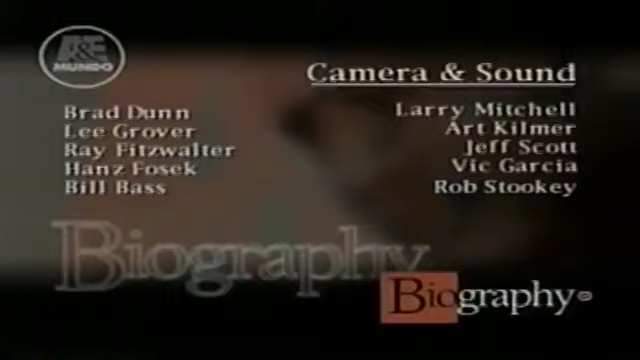 A&E
MUNDO
Camera & Sound
Brad Dunn
Lee Grover
Ray Fitzwalter
Hanz Fosek
Bill Bass
Larry Mitchell
Art Kilmer
Jeff Scott
Vic Garcia
Rob Stookey
Biography
Biography